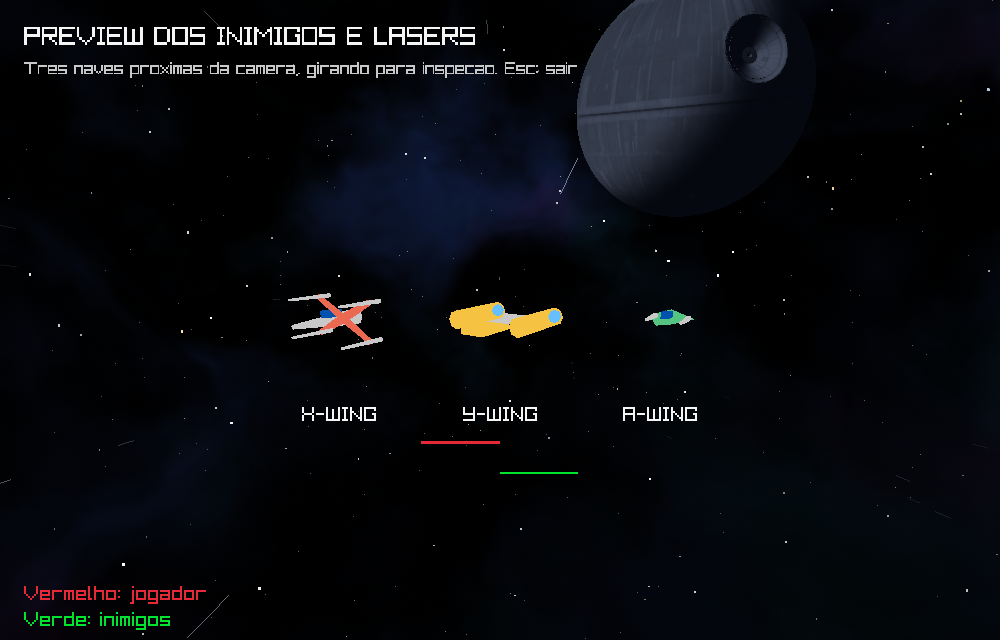 PREVIEW DOS INIMIGOS E LASERS
Tres naves proximas da camera, girando para inspecao. Esc: sair
X-WING Y-WING A-WING
Vermelho: jogador
Verde: inimigos